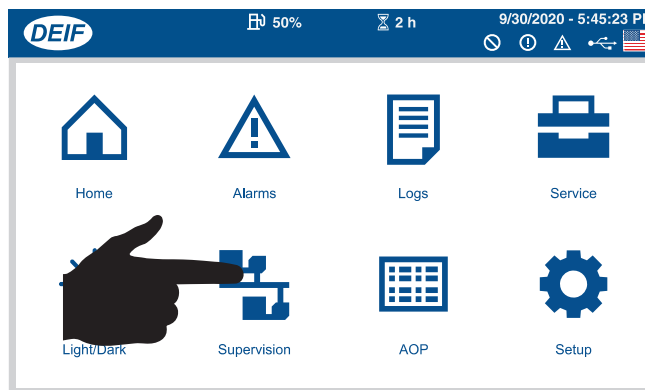 DEIF
50%
2 h
9/30/2020 - 5:45:23
Home
Alarms
Logs
Service
Light/Dark
Supervision
AOP
Setup